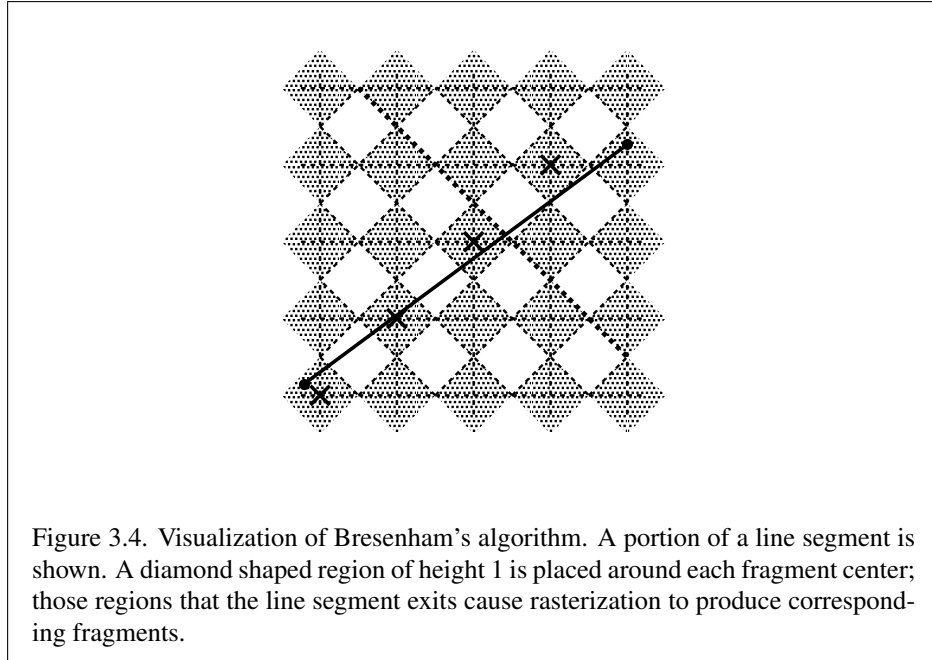 Figure 3.4. Visualization of Bresenham's algorithm. A portion of a line segment is
shown. A diamond shaped region of height 1 is placed around each fragment center;
those regions that the line segment exits cause rasterization to produce correspond-
ing fragments.